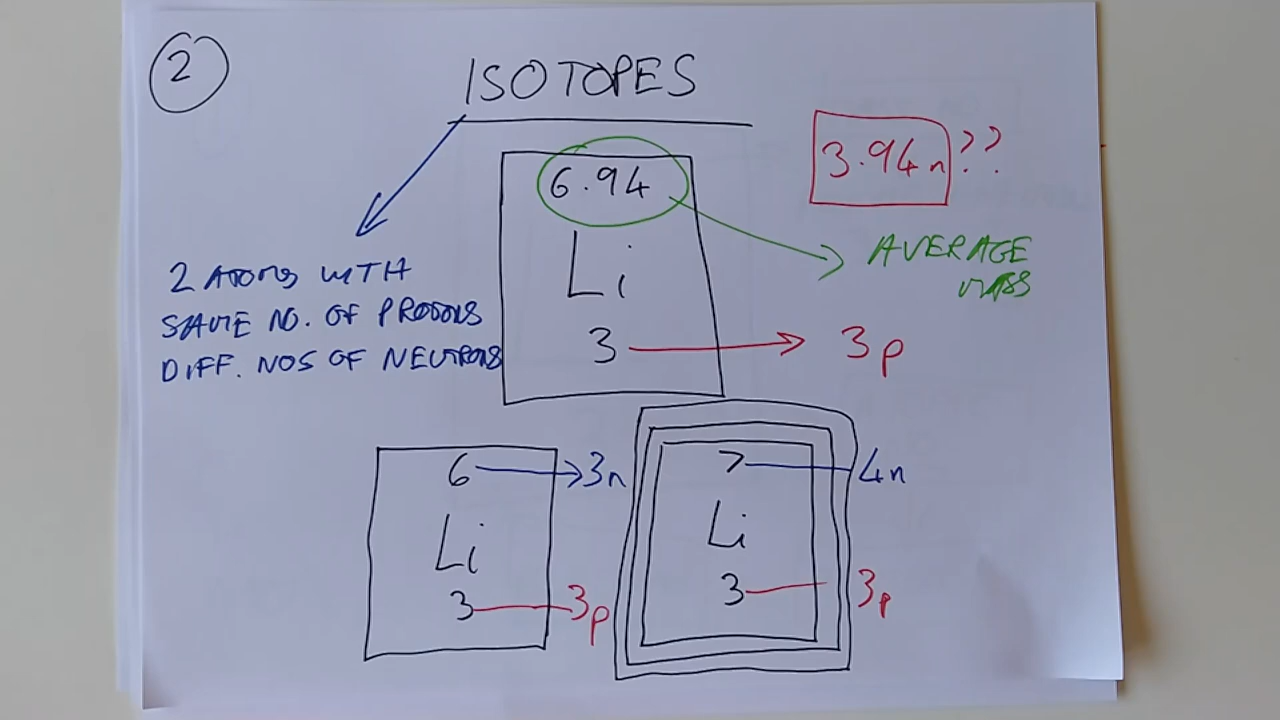 2
ISOTOPES
6.94
Li
3
3.94n ??
AVERAGE
MASS
3p
2 ATOMS WITH
SAME NO. OF PROTONS
DIFF. NOS OF NEUTRONS
6
3n
Li
3
3p
7
4n
Li
3
3p